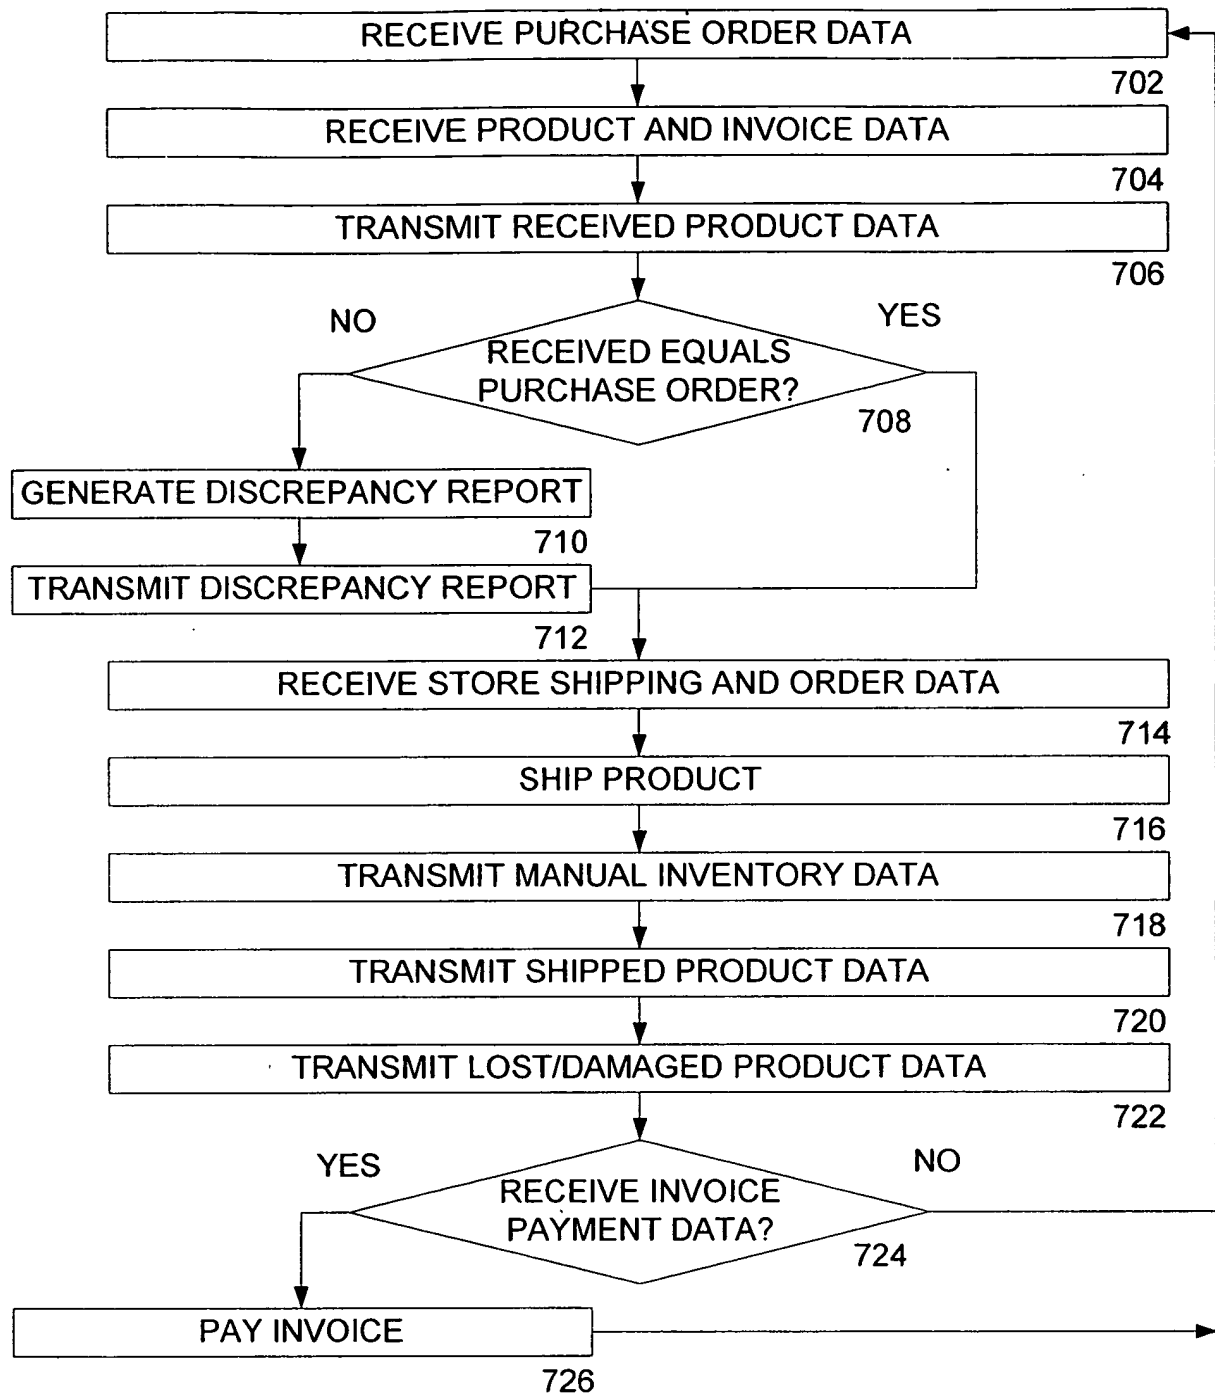 RECEIVE PURCHASE ORDER DATA
702
RECEIVE PRODUCT AND INVOICE DATA
704
TRANSMIT RECEIVED PRODUCT DATA
706
NO
YES
RECEIVED EQUALS
PURCHASE ORDER?
708
GENERATE DISCREPANCY REPORT
710
TRANSMIT DISCREPANCY REPORT
712
RECEIVE STORE SHIPPING AND ORDER DATA
714
SHIP PRODUCT
716
TRANSMIT MANUAL INVENTORY DATA
718
TRANSMIT SHIPPED PRODUCT DATA
720
TRANSMIT LOST/DAMAGED PRODUCT DATA
722
YES
NO
RECEIVE INVOICE
PAYMENT DATA?
724
PAY INVOICE
726